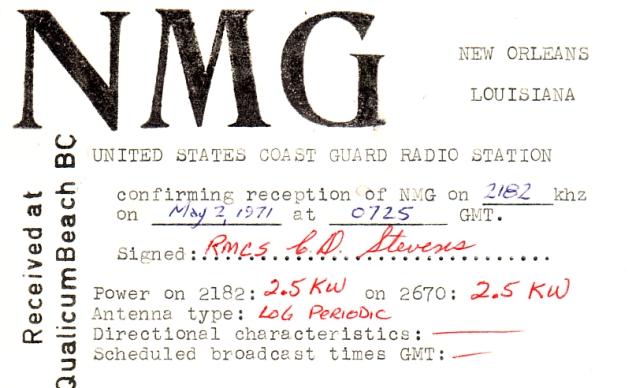 NMG
NEW ORLEANS
LOUISIANA
UNITED STATES COAST GUARD RADIO STATION
confirming reception of NMG on 2182 khz
on May 2, 1971 at 0725 GMT.
Signed: RMCS C.D. Stevens
Power on 2182: 2.5 KW on 2670: 2.5 KW
Antenna type: LOG PERIODIC
Directional characteristics: —
Scheduled broadcast times GMT: —
Received at
Qualicum Beach BC